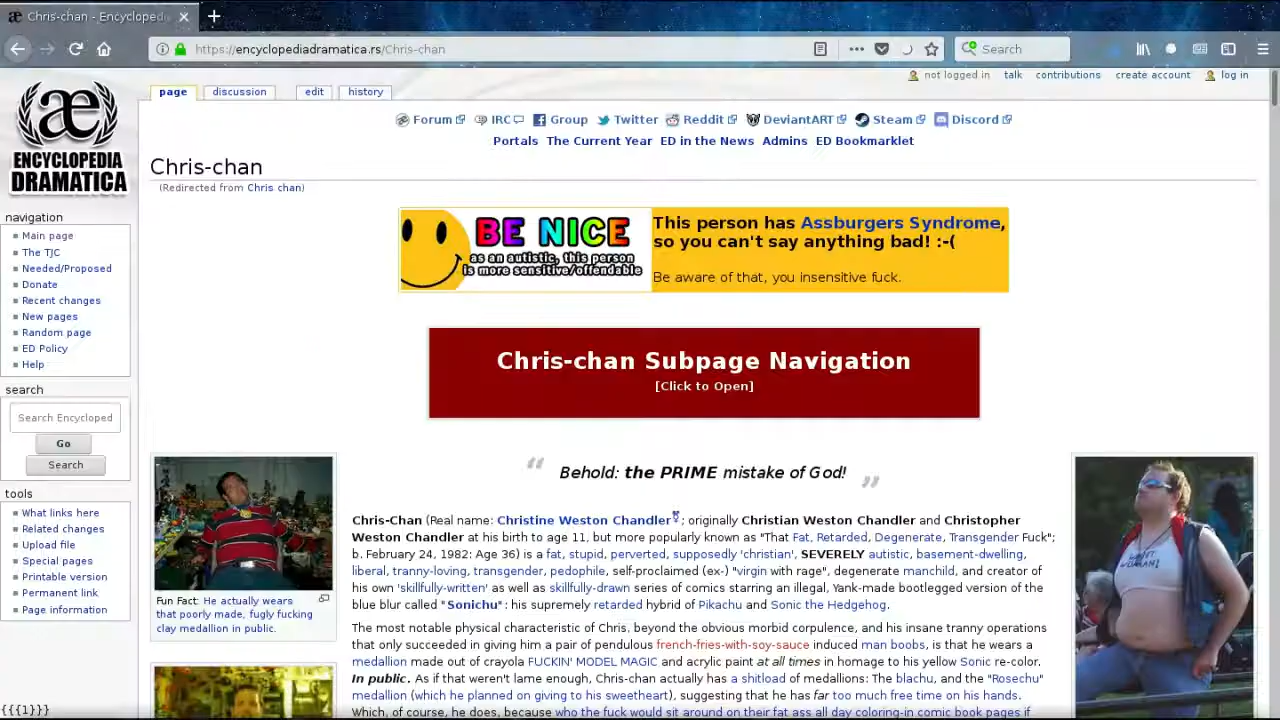 Chris-chan - Encyclopedi
https://encyclopediadramatica.rs/Chris-chan
Search
not logged in talk contributions create account log in
page discussion edit history
Forum IRC Group Twitter Reddit DeviantART Steam Discord
Portals The Current Year ED in the News Admins ED Bookmarklet
æ
ENCYCLOPEDIA
DRAMATICA
Chris-chan
(Redirected from Chris chan)
navigation
Main page
The TJC
Needed/Proposed
Donate
Recent changes
New pages
Random page
ED Policy
Help
search
Search Encycloped
Go
Search
tools
What links here
Related changes
Upload file
Special pages
Printable version
Permanent link
Page information
BE NICE
as an autistic, this person
is more sensitive/offendable
This person has Assburgers Syndrome,
so you can't say anything bad! :-(
Be aware of that, you insensitive fuck.
Chris-chan Subpage Navigation
[Click to Open]
“ Behold: the PRIME mistake of God! ”
Chris-Chan (Real name: Christine Weston Chandler; originally Christian Weston Chandler and Christopher
Weston Chandler at his birth to age 11, but more popularly known as "That Fat, Retarded, Degenerate, Transgender Fuck";
b. February 24, 1982: Age 36) is a fat, stupid, perverted, supposedly 'christian', SEVERELY autistic, basement-dwelling,
liberal, tranny-loving, transgender, pedophile, self-proclaimed (ex-) "virgin with rage", degenerate manchild, and creator of
his own 'skillfully-written' as well as skillfully-drawn series of comics starring an illegal, Yank-made bootlegged version of the
blue blur called "Sonichu": his supremely retarded hybrid of Pikachu and Sonic the Hedgehog.
The most notable physical characteristic of Chris, beyond the obvious morbid corpulence, and his insane tranny operations
that only succeeded in giving him a pair of pendulous french-fries-with-soy-sauce induced man boobs, is that he wears a
medallion made out of crayola FUCKIN' MODEL MAGIC and acrylic paint at all times in homage to his yellow Sonic re-color.
In public. As if that weren't lame enough, Chris-chan actually has a shitload of medallions: The blachu, and the "Rosechu"
medallion (which he planned on giving to his sweetheart), suggesting that he has far too much free time on his hands.
Which, of course, he does, because who the fuck would sit around on their fat ass all day coloring-in comic book pages if
Fun Fact: He actually wears
that poorly made, fugly fucking
clay medallion in public.
{{{1}}}